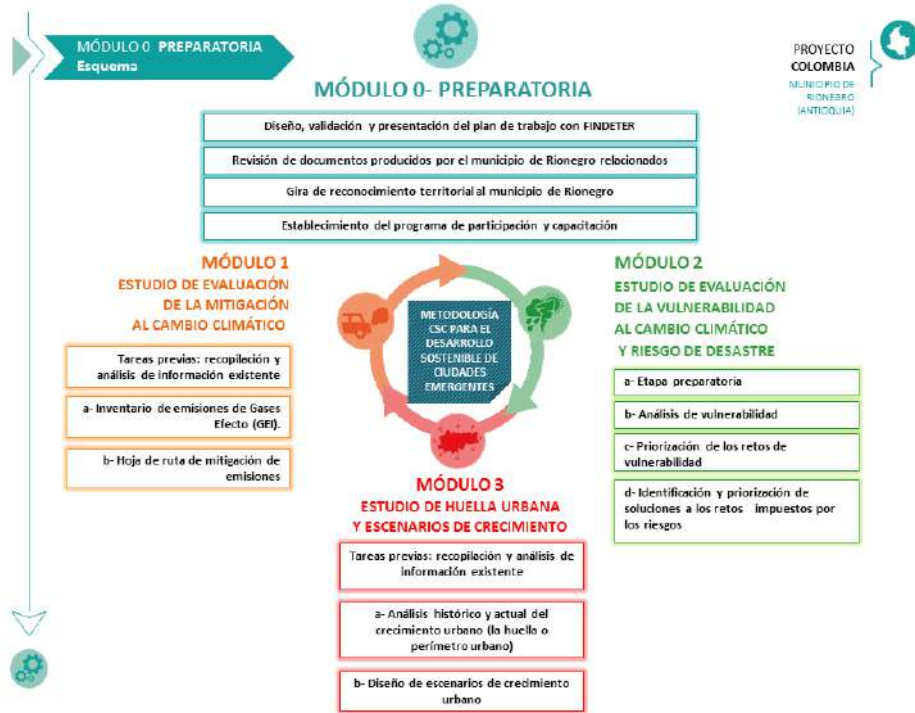 MÓDULO 0 PREPARATORIA
Esquema
PROYECTO
COLOMBIA
MUNICIPIO DE
RIONEGRO
(ANTIOQUIA)
MÓDULO 0- PREPARATORIA
Diseño, validación y presentación del plan de trabajo con FINDETER
Revisión de documentos producidos por el municipio de Rionegro relacionados
Gira de reconocimiento territorial al municipio de Rionegro
Establecimiento del programa de participación y capacitación
MÓDULO 1
ESTUDIO DE EVALUACIÓN
DE LA MITIGACIÓN
AL CAMBIO CLIMÁTICO
Tareas previas: recopilación y
análisis de información existente
a- Inventario de emisiones de Gases
Efecto (GEI).
b- Hoja de ruta de mitigación de
emisiones
METODOLOGÍA
CSC PARA EL
DESARROLLO
SOSTENIBLE DE
CIUDADES
EMERGENTES
MÓDULO 2
ESTUDIO DE EVALUACIÓN
DE LA VULNERABILIDAD
AL CAMBIO CLIMÁTICO
Y RIESGO DE DESASTRE
a- Etapa preparatoria
b- Análisis de vulnerabilidad
c- Priorización de los retos de
vulnerabilidad
d- Identificación y priorización de
soluciones a los retos impuestos por
los riesgos
MÓDULO 3
ESTUDIO DE HUELLA URBANA
Y ESCENARIOS DE CRECIMIENTO
Tareas previas: recopilación y análisis de
información existente
a- Análisis histórico y actual del
crecimiento urbano (la huella o
perímetro urbano)
b- Diseño de escenarios de crecimiento
urbano